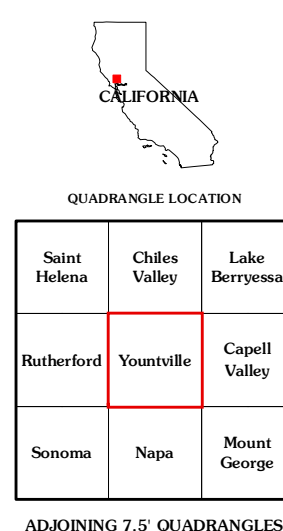 CALIFORNIA
QUADRANGLE LOCATION
Saint
Helena
Chiles
Valley
Lake
Berryessa
Rutherford
Yountville
Capell
Valley
Sonoma
Napa
Mount
George
ADJOINING 7.5' QUADRANGLES